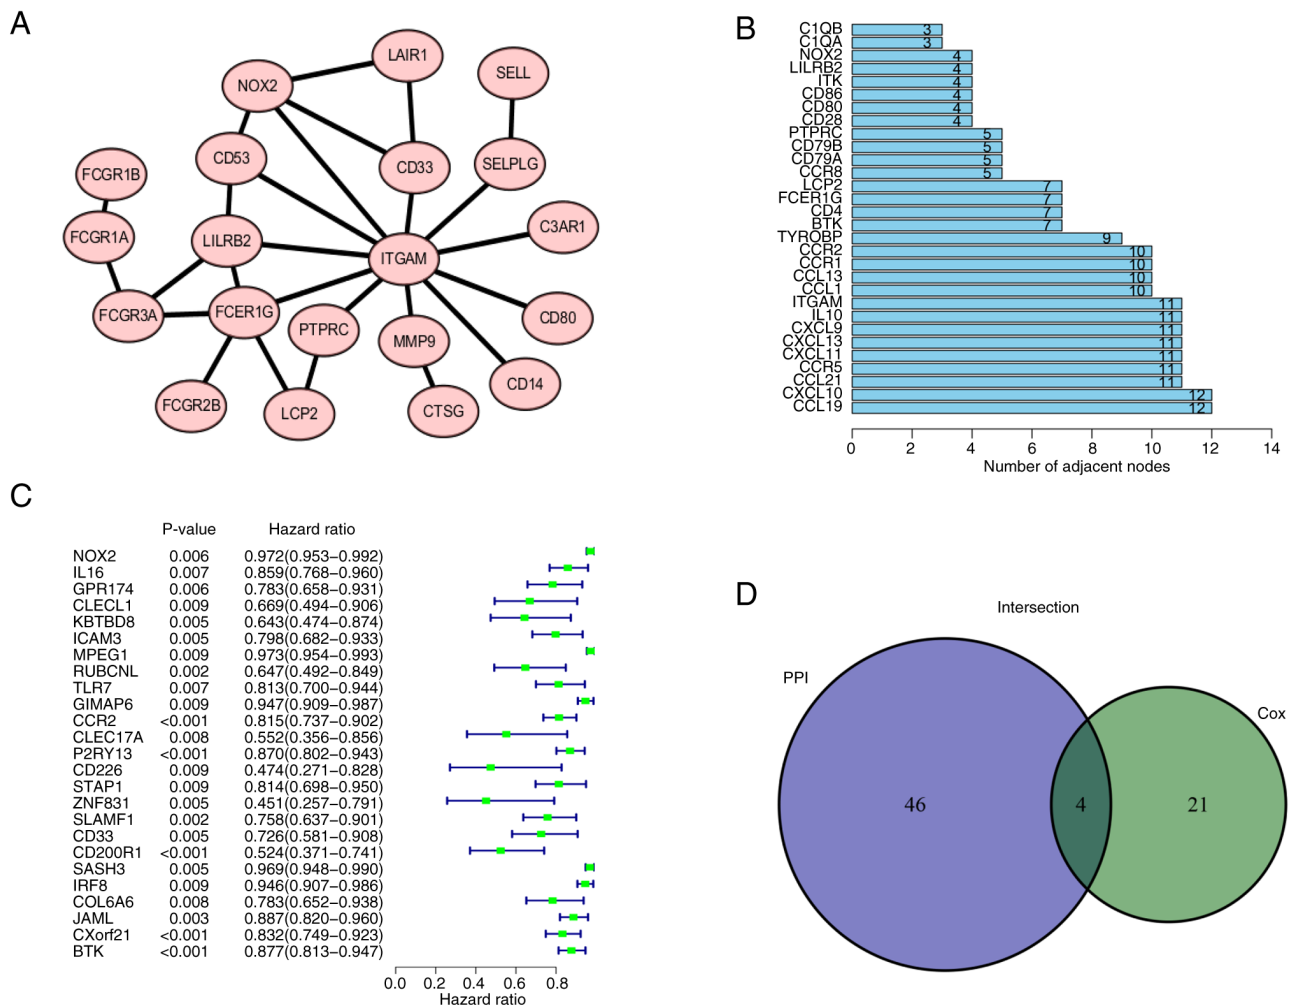 A
LAIR1
SELL
NOX2
CD53
CD33
SELPLG
FCGR1B
C3AR1
FCGR1A
LILRB2
ITGAM
FCGR3A
FCER1G
PTPRC
CD80
MMP9
CD14
FCGR2B
LCP2
CTSG
B
C1QB 3
C1QA 3
NOX2 4
LILRB2 4
ITK 4
CD86 4
CD80 4
CD28 4
PTPRC 5
CD79B 5
CD79A 5
CCR8 5
LCP2 7
FCER1G 7
CD4 7
BTK 7
TYROBP 9
CCR2 10
CCR1 10
CCL13 10
CCL1 10
ITGAM 11
IL10 11
CXCL9 11
CXCL13 11
CXCL11 11
CCR5 11
CCL21 11
CXCL10 12
CCL19 12
0 2 4 6 8 10 12 14
Number of adjacent nodes
C
P-value Hazard ratio
NOX2 0.006 0.972(0.953−0.992)
IL16 0.007 0.859(0.768−0.960)
GPR174 0.006 0.783(0.658−0.931)
CLECL1 0.009 0.669(0.494−0.906)
KBTBD8 0.005 0.643(0.474−0.874)
ICAM3 0.005 0.798(0.682−0.933)
MPEG1 0.009 0.973(0.954−0.993)
RUBCNL 0.002 0.647(0.492−0.849)
TLR7 0.007 0.813(0.700−0.944)
GIMAP6 0.009 0.947(0.909−0.987)
CCR2 <0.001 0.815(0.737−0.902)
CLEC17A 0.008 0.552(0.356−0.856)
P2RY13 <0.001 0.870(0.802−0.943)
CD226 0.009 0.474(0.271−0.828)
STAP1 0.009 0.814(0.698−0.950)
ZNF831 0.005 0.451(0.257−0.791)
SLAMF1 0.002 0.758(0.637−0.901)
CD33 0.005 0.726(0.581−0.908)
CD200R1 <0.001 0.524(0.371−0.741)
SASH3 0.005 0.969(0.948−0.990)
IRF8 0.009 0.946(0.907−0.986)
COL6A6 0.008 0.783(0.652−0.938)
JAML 0.003 0.887(0.820−0.960)
CXorf21 <0.001 0.832(0.749−0.923)
BTK <0.001 0.877(0.813−0.947)
0.0 0.2 0.4 0.6 0.8
Hazard ratio
D
Intersection
PPI
Cox
46 4 21